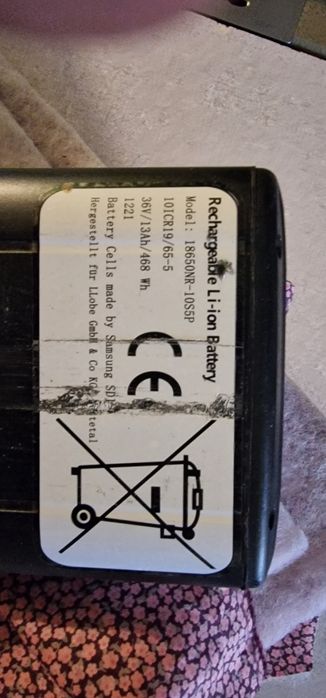 Rechargeable Li-ion Battery
Model: 18650NR-10S5P
10ICR19/65-5
36V/13Ah/468 Wh
1221
Battery Cells made by Samsung SDI
Hergestellt für LLobe GmbH & Co KG
CE